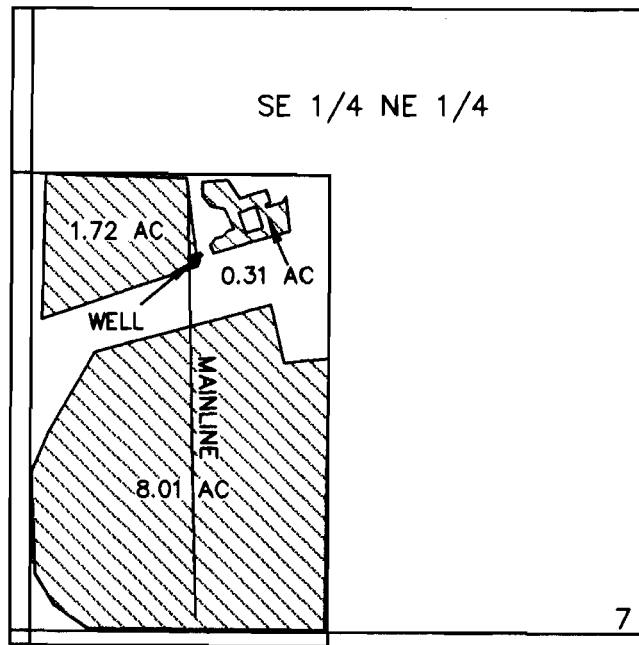 SE 1/4 NE 1/4
1.72 AC
0.31 AC
WELL
MAINLINE
8.01 AC
7